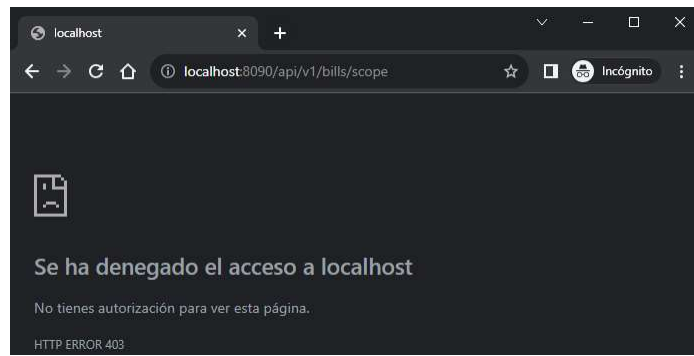 localhost
localhost:8090/api/v1/bills/scope
Incógnito
Se ha denegado el acceso a localhost
No tienes autorización para ver esta página.
HTTP ERROR 403